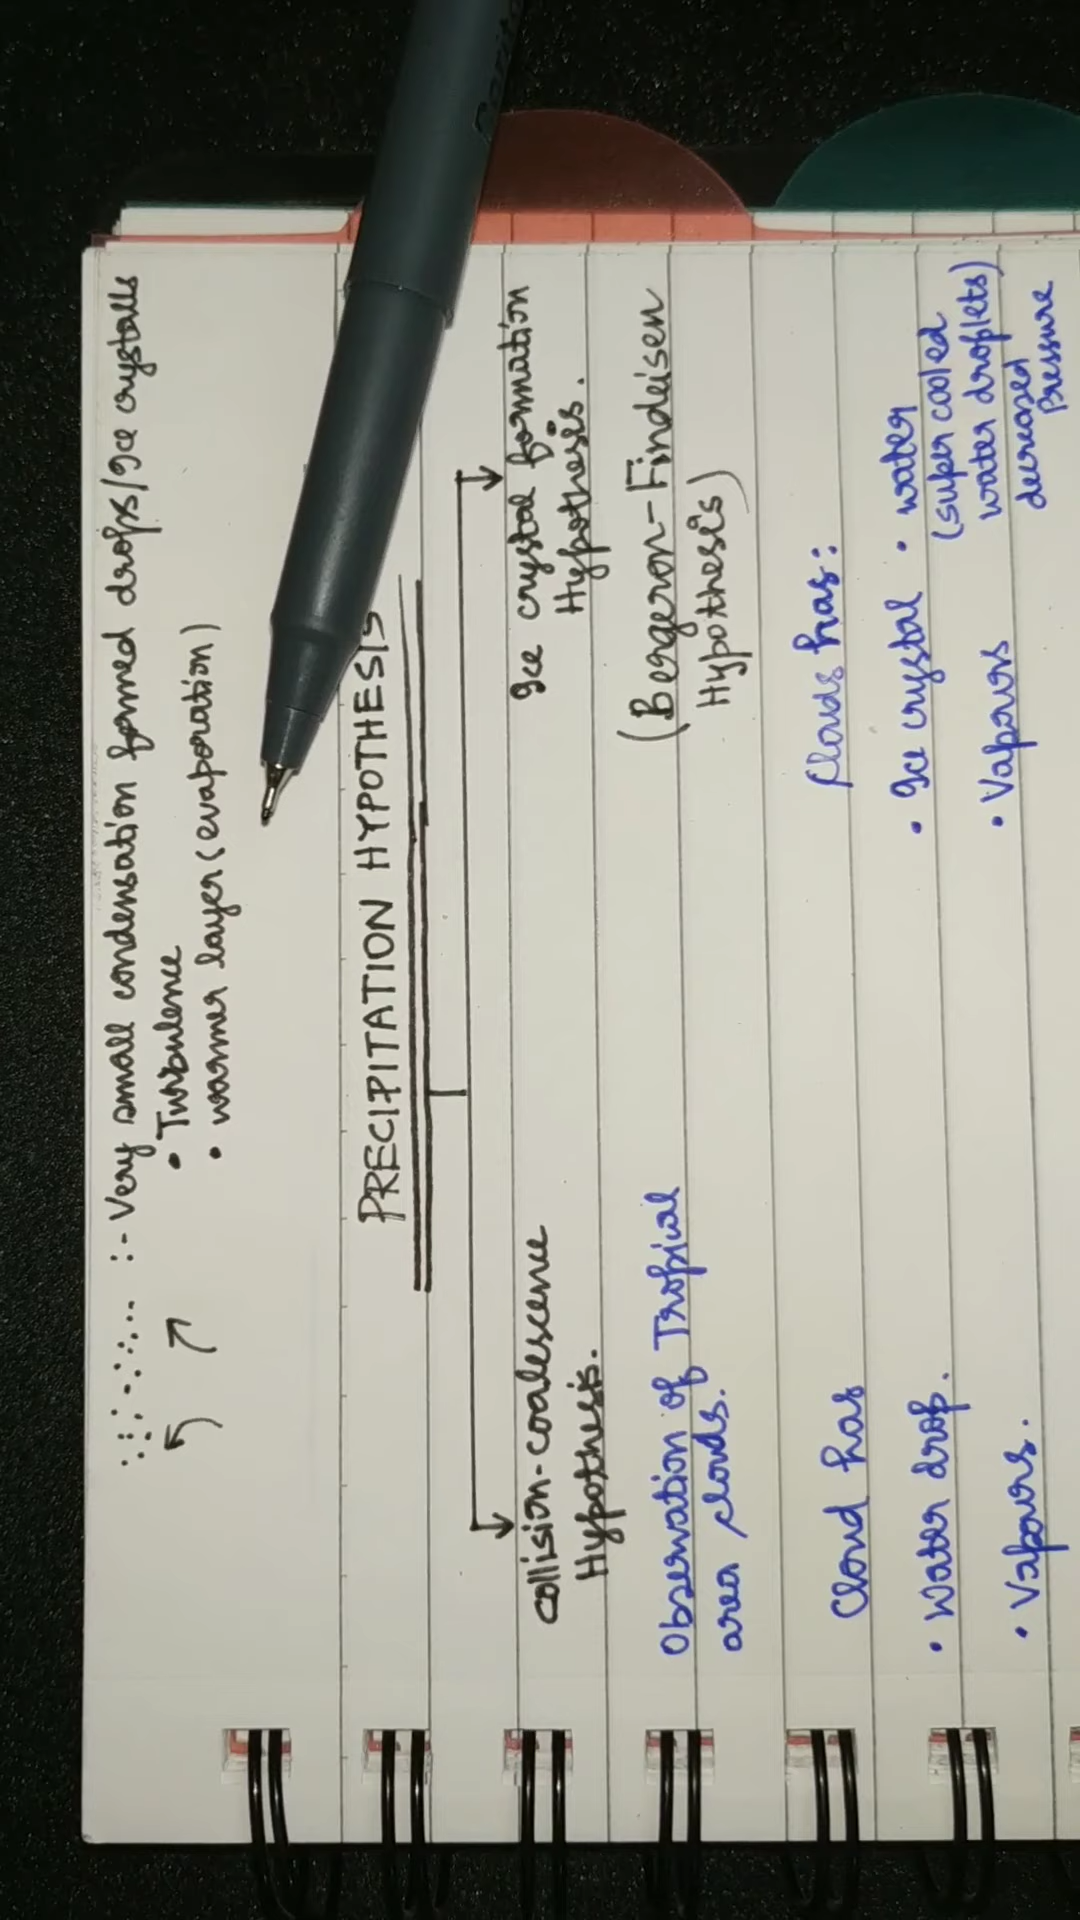 :- Very small condensation formed drops/Ice crystalls
• Turbulence
• warmer layer (evaporation)
PRECIPITATION HYPOTHESIS
collision-coalescence
Hypothesis.
Observation of Tropical
area clouds.
Cloud has
• Water drop.
• Vapours.
Ice crystal formation
Hypothesis.
(Bergeron-Findeisen
Hypothesis)
Clouds has:
• Ice crystal • water
(super cooled
water droplets)
decreased
Pressure
• Vapours